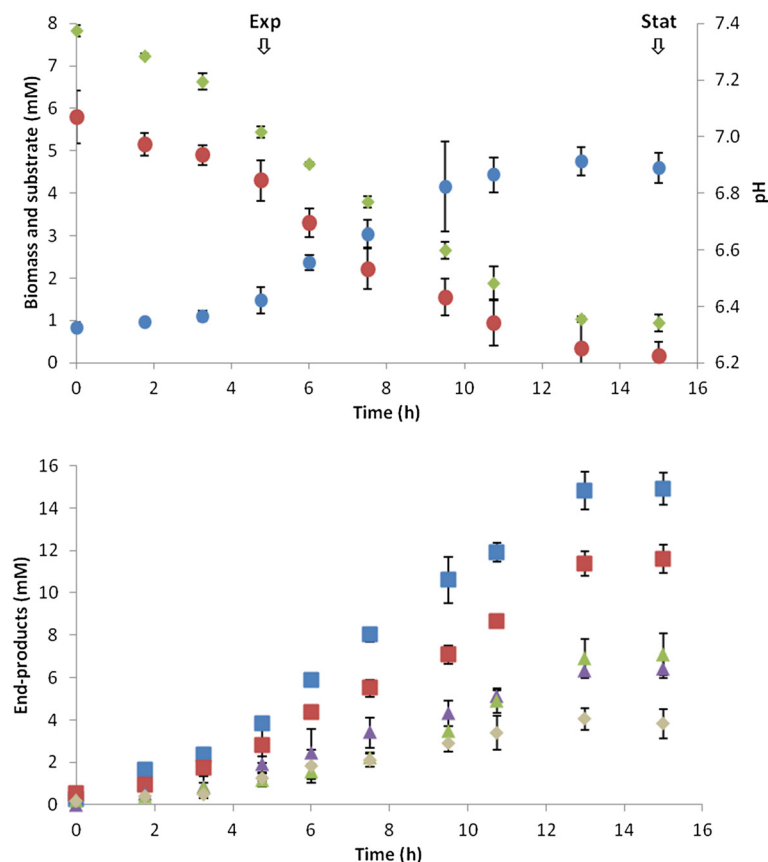 Exp
Stat
Biomass and substrate (mM)
8
7
6
5
4
3
2
1
0
7.4
7.2
7.0
6.8
6.6
6.4
6.2
pH
0 2 4 6 8 10 12 14 16
Time (h)
End-products (mM)
16
14
12
10
8
6
4
2
0
0 2 4 6 8 10 12 14 16
Time (h)